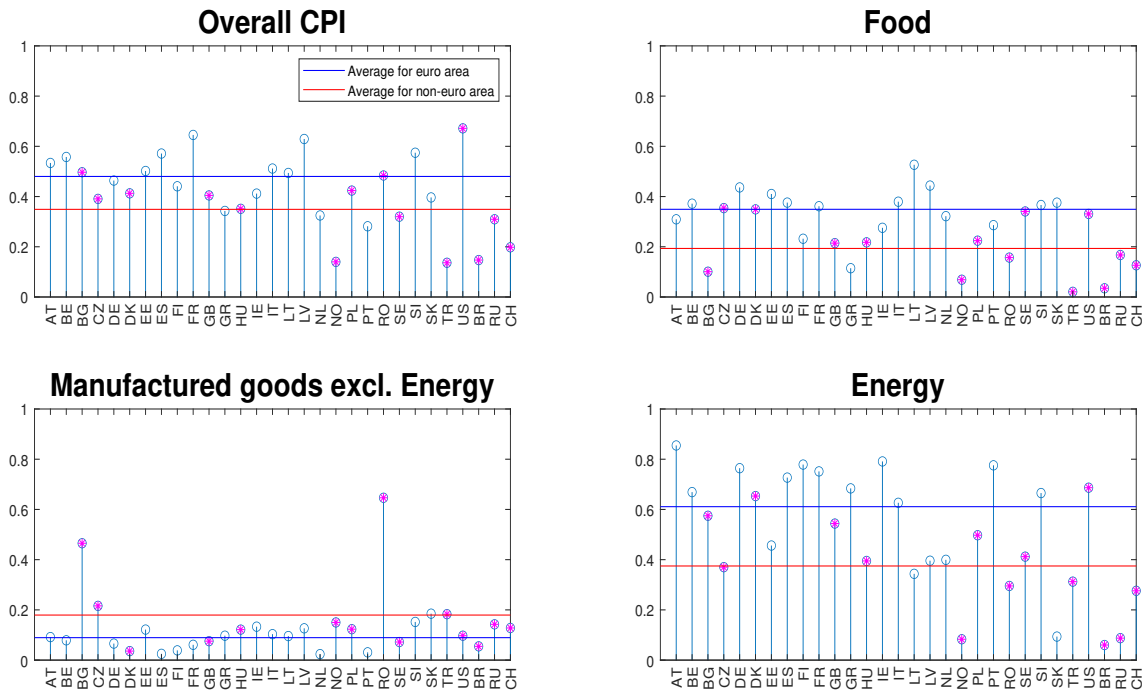 Overall CPI
1
0.8
0.6
0.4
0.2
0
Average for euro area
Average for non-euro area
AT BE BG CZ DE DK EE ES FI FR GB GR HU IE IT LT LV NL NO PL PT RO SE SI SK TR US BR RU CH
Food
1
0.8
0.6
0.4
0.2
0
AT BE BG CZ DE DK EE ES FI FR GB GR HU IE IT LT LV NL NO PL PT RO SE SI SK TR US BR RU CH
Manufactured goods excl. Energy
1
0.8
0.6
0.4
0.2
0
AT BE BG CZ DE DK EE ES FI FR GB GR HU IE IT LT LV NL NO PL PT RO SE SI SK TR US BR RU CH
Energy
1
0.8
0.6
0.4
0.2
0
AT BE BG CZ DE DK EE ES FI FR GB GR HU IE IT LT LV NL NO PL PT RO SE SI SK TR US BR RU CH